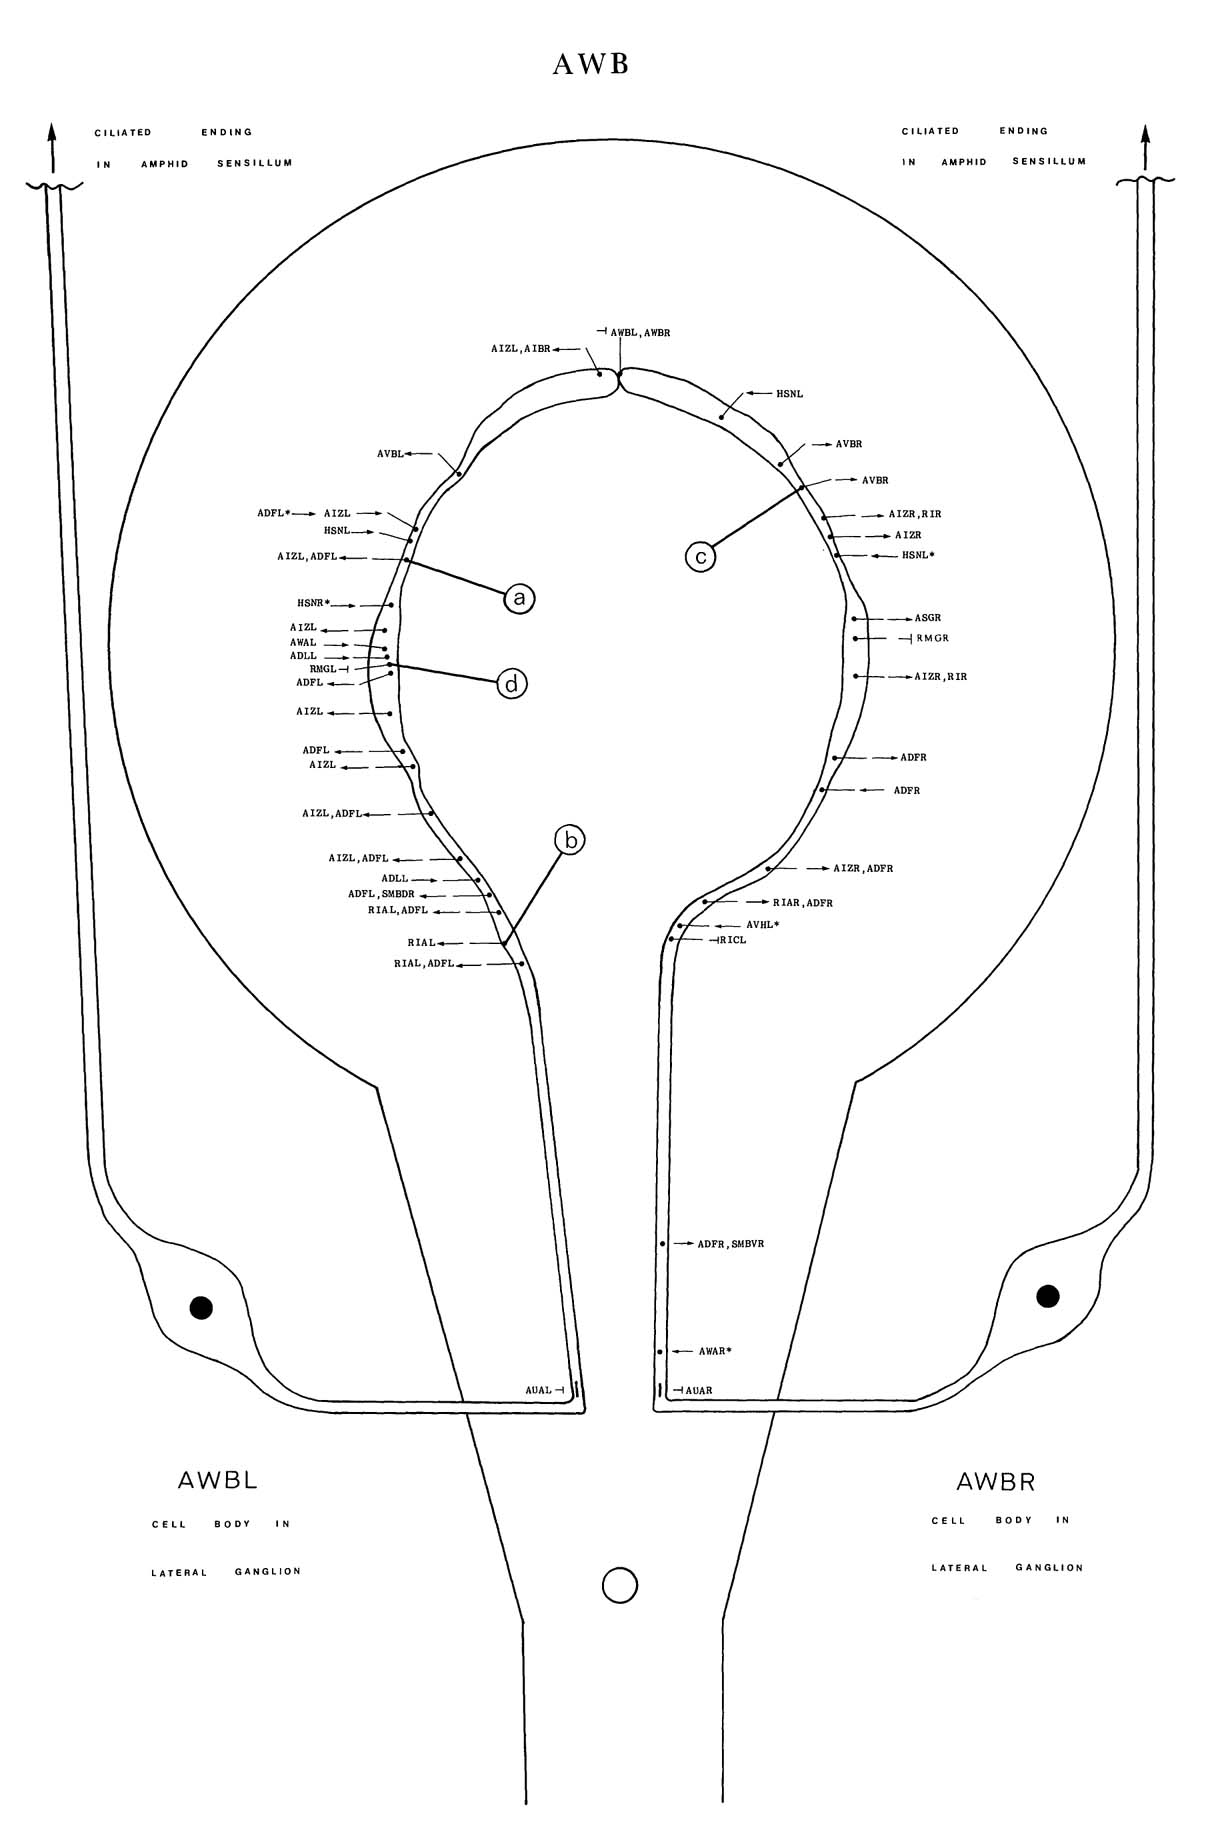 AWB
CILIATED ENDING
IN AMPHID SENSILLUM
CILIATED ENDING
IN AMPHID SENSILLUM
AWBL,AWBR
AIZL,AIBR
HSNL
AVBR
AVBL
AVBR
ADFL* AIZL
AIZR,RIR
HSNL
AIZR
AIZL,ADFL
HSNL*
c
a
HSNR*
ASGR
AIZL
RMGR
AWAL
ADLL
RMGL
AIZR,RIR
ADFL
d
AIZL
ADFL
ADFR
AIZL
ADFR
AIZL,ADFL
b
AIZL,ADFL
AIZR,ADFR
ADLL
ADFL,SMBDR
RIAR,ADFR
RIAL,ADFL
AVHL*
RICL
RIAL
RIAL,ADFL
ADFR,SMBVR
AWAR*
AUAL
AUAR
AWBL
CELL BODY IN
LATERAL GANGLION
AWBR
CELL BODY IN
LATERAL GANGLION